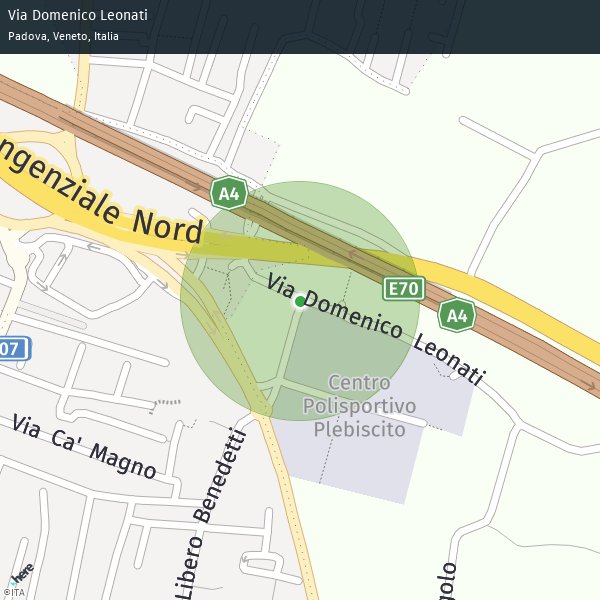 Via Domenico Leonati
Padova, Veneto, Italia
ngenziale Nord
A4
Via Domenico Leonati
E70
A4
07
Centro
Polisportivo
Plebiscito
Via Ca' Magno
Libero Benedetti
golo
here
©ITA